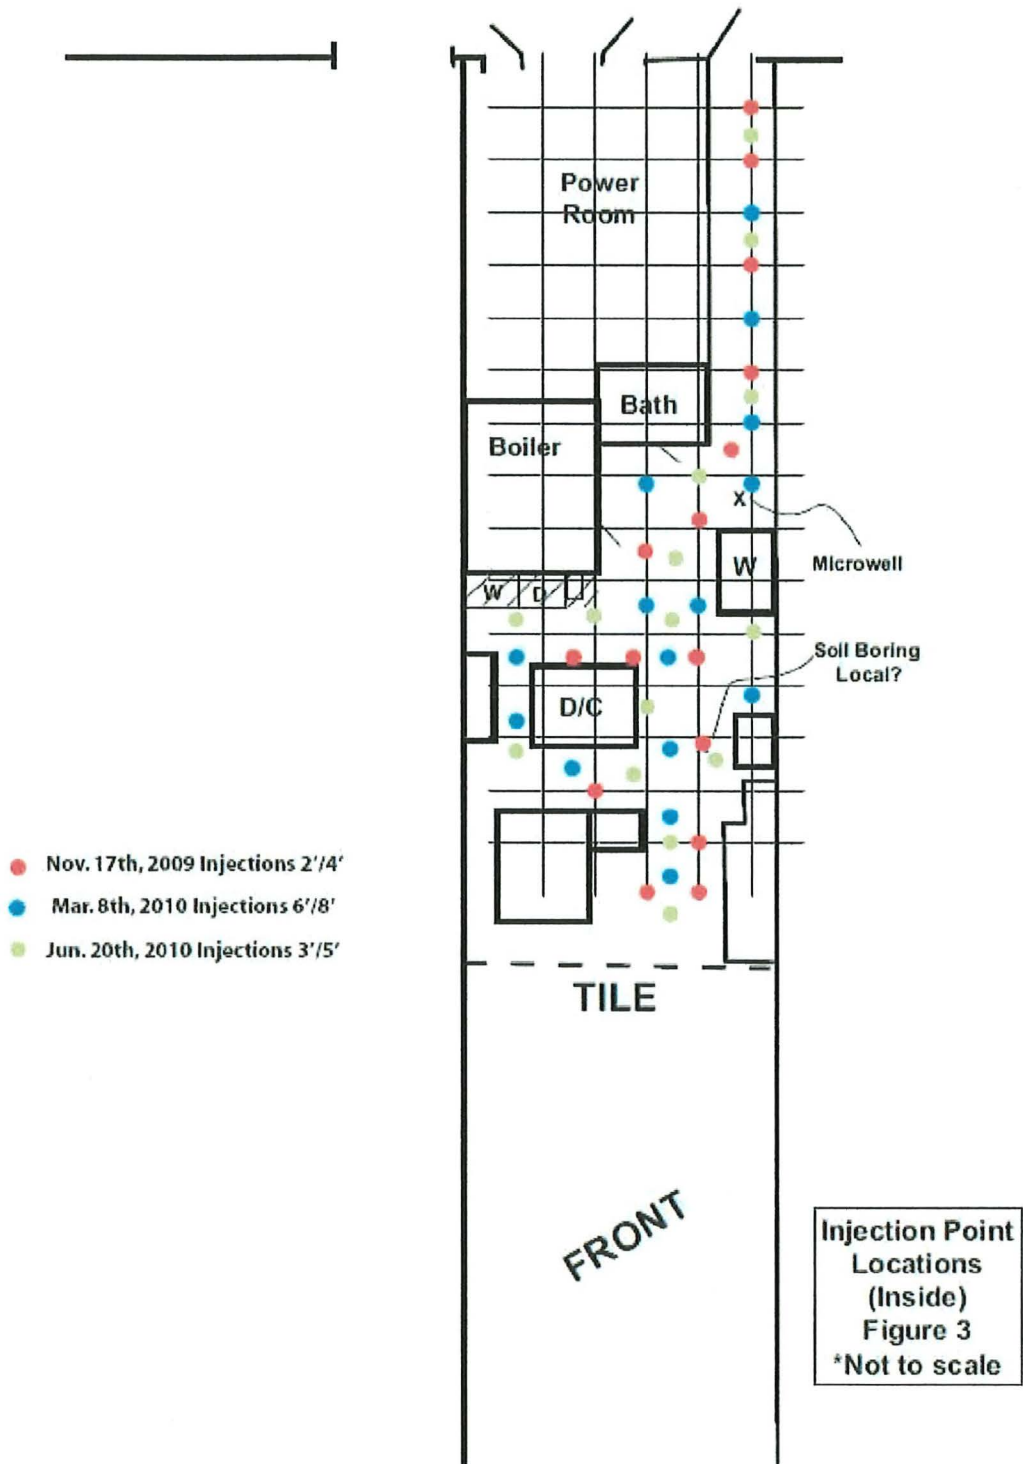 Power
Room
Bath
Boiler
X
W
Microwell
W D
Soil Boring
Local?
D/C
Nov. 17th, 2009 Injections 2'/4'
Mar. 8th, 2010 Injections 6'/8'
Jun. 20th, 2010 Injections 3'/5'
TILE
FRONT
Injection Point
Locations
(Inside)
Figure 3
*Not to scale